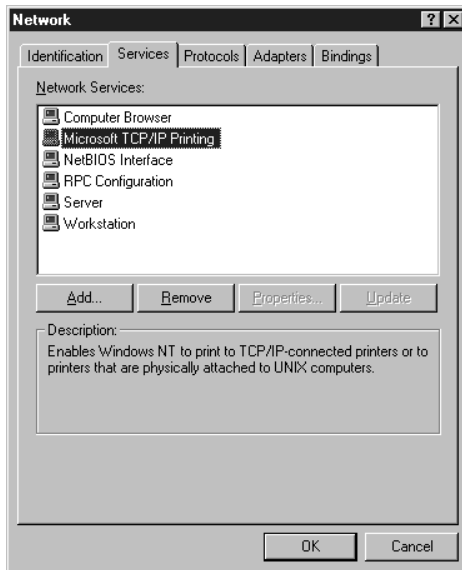 Network
Identification Services Protocols Adapters Bindings
Network Services:
Computer Browser
Microsoft TCP/IP Printing
NetBIOS Interface
RPC Configuration
Server
Workstation
Add... Remove Properties... Update
Description:
Enables Windows NT to print to TCP/IP-connected printers or to
printers that are physically attached to UNIX computers.
OK Cancel